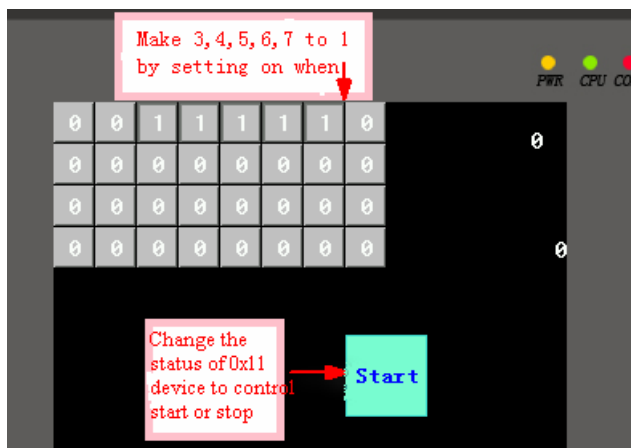 Make 3,4,5,6,7 to 1
by setting on when
PWR CPU CO
0 0 1 1 1 1 1 0
0
0 0 0 0 0 0 0 0
0 0 0 0 0 0 0 0
0 0 0 0 0 0 0 0
0
Change the
status of 0x11
device to control
start or stop
Start